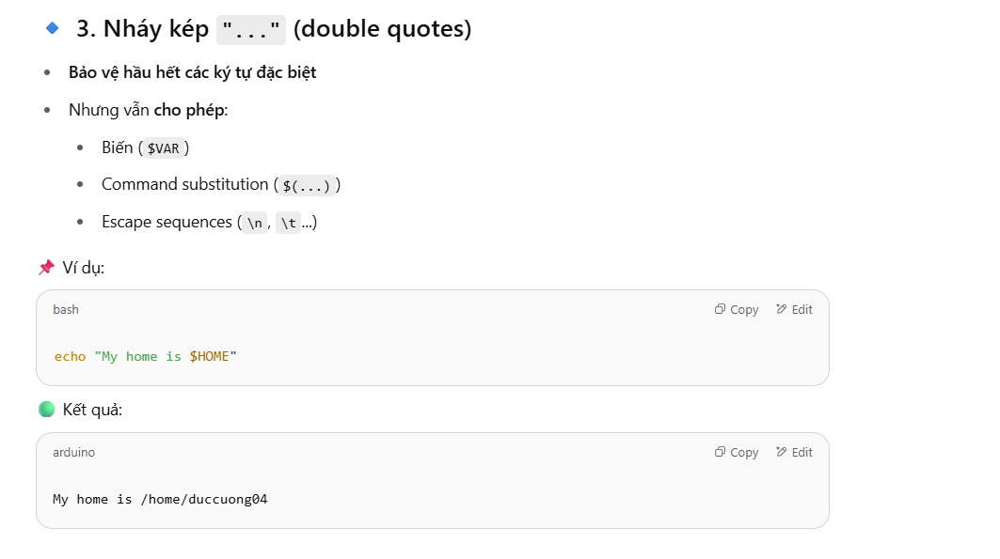 3. Nháy kép "..." (double quotes)
Bảo vệ hầu hết các ký tự đặc biệt
Nhưng vẫn cho phép:
Biến ($VAR)
Command substitution ($(...))
Escape sequences (\n, \t...)
Ví dụ:
bash Copy Edit
echo "My home is $HOME"
Kết quả:
arduino Copy Edit
My home is /home/duccuong04